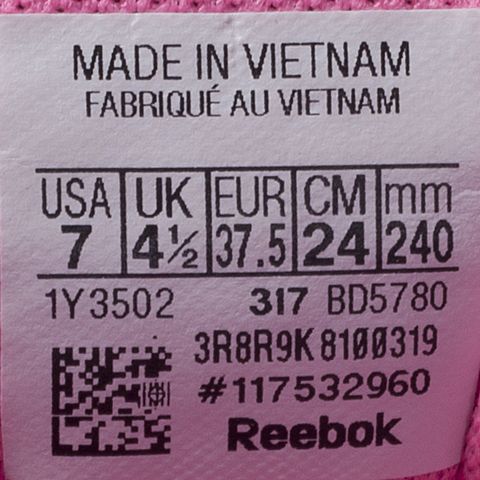 MADE IN VIETNAM
FABRIQUÉ AU VIETNAM
USA UK EUR CM mm
7 4½ 37.5 24 240
1Y3502 317 BD5780
3R8R9K 8100319
#117532960
Reebok